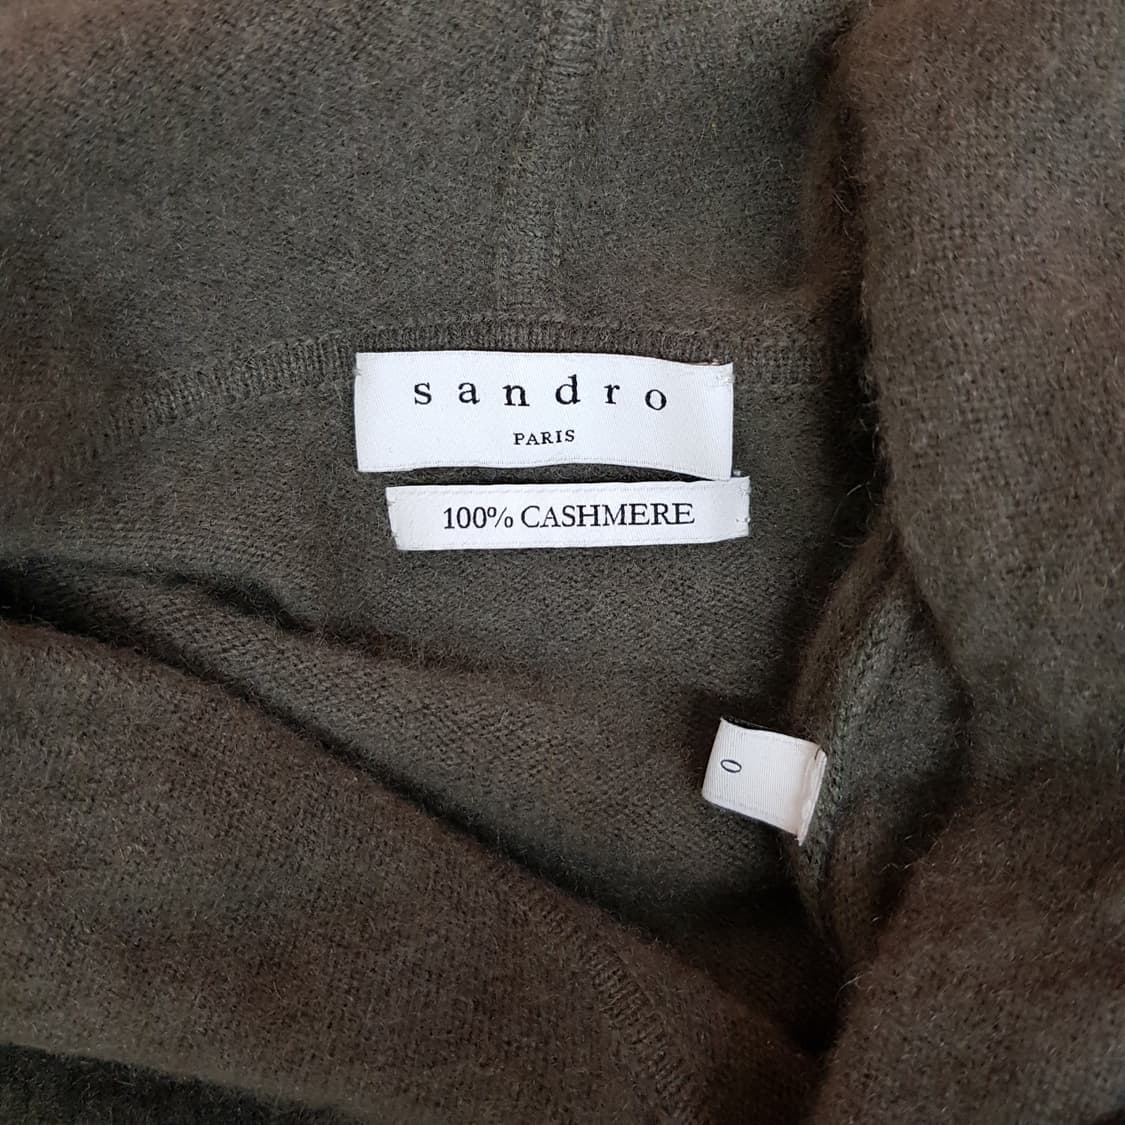 sandro
PARIS
100% CASHMERE
0